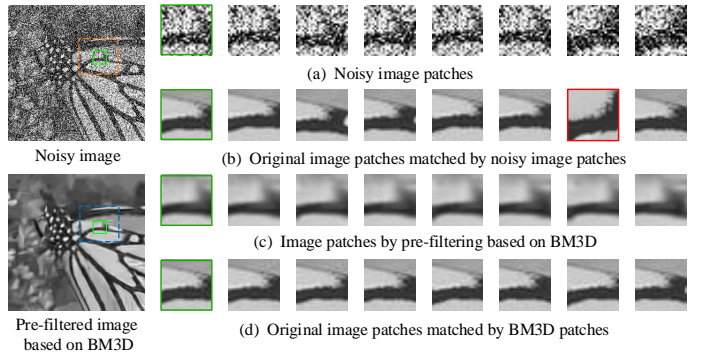 (a) Noisy image patches
Noisy image
(b) Original image patches matched by noisy image patches
(c) Image patches by pre-filtering based on BM3D
Pre-filtered image
based on BM3D
(d) Original image patches matched by BM3D patches